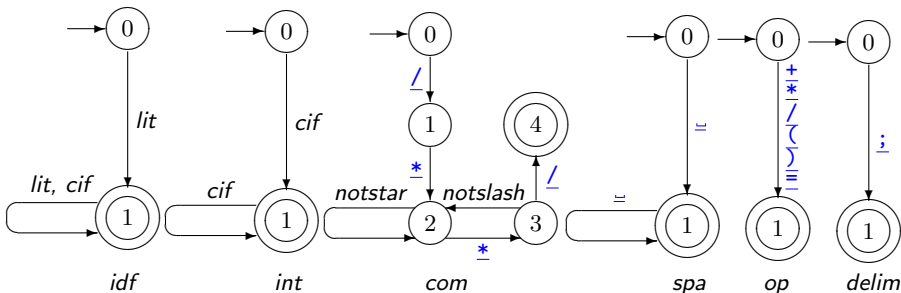 0 0 0 0 0 0
lit cif / ␣ + * / ( ) = ;
1 4
*
lit, cif cif notstar notslash / ␣
1 1 2 3 1 1 1
*
idf int com spa op delim